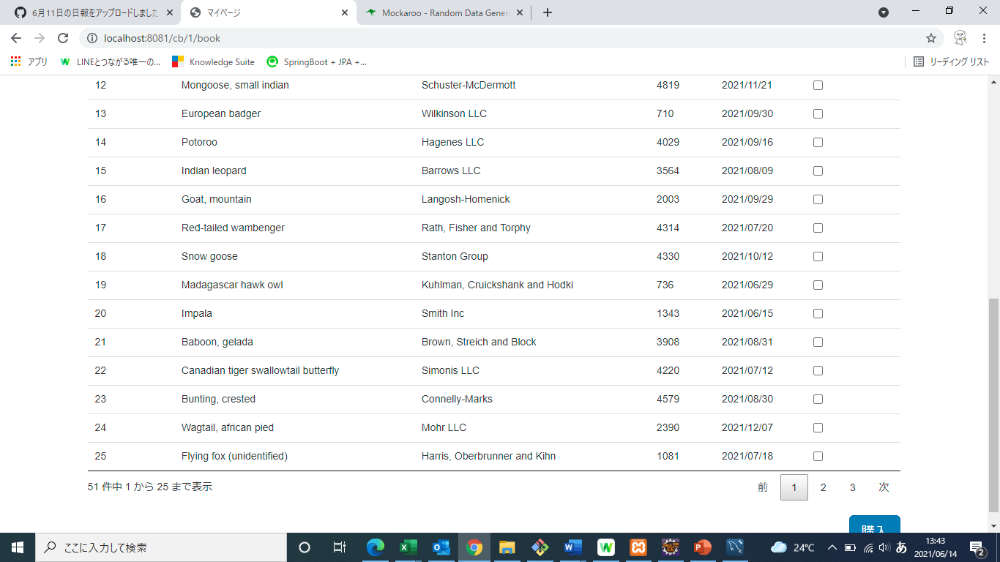 6月11日の日報をアップロードしました
マイページ
Mockaroo - Random Data Gener
localhost:8081/cb/1/book
アプリ
LINEとつながる唯一の...
Knowledge Suite
SpringBoot + JPA +,...
リーディング リスト
12 Mongoose, small indian Schuster-McDermott 4819 2021/11/21
13 European badger Wilkinson LLC 710 2021/09/30
14 Potoroo Hagenes LLC 4029 2021/09/16
15 Indian leopard Barrows LLC 3564 2021/08/09
16 Goat, mountain Langosh-Homenick 2003 2021/09/29
17 Red-tailed wambenger Rath, Fisher and Torphy 4314 2021/07/20
18 Snow goose Stanton Group 4330 2021/10/12
19 Madagascar hawk owl Kuhlman, Cruickshank and Hodki 736 2021/06/29
20 Impala Smith Inc 1343 2021/06/15
21 Baboon, gelada Brown, Streich and Block 3908 2021/08/31
22 Canadian tiger swallowtail butterfly Simonis LLC 4220 2021/07/12
23 Bunting, crested Connelly-Marks 4579 2021/08/30
24 Wagtail, african pied Mohr LLC 2390 2021/12/07
25 Flying fox (unidentified) Harris, Oberbrunner and Kihn 1081 2021/07/18
51 件中 1 から 25 まで表示
前 1 2 3 次
購入
ここに入力して検索
24°C
あ
13:43
2021/06/14
2